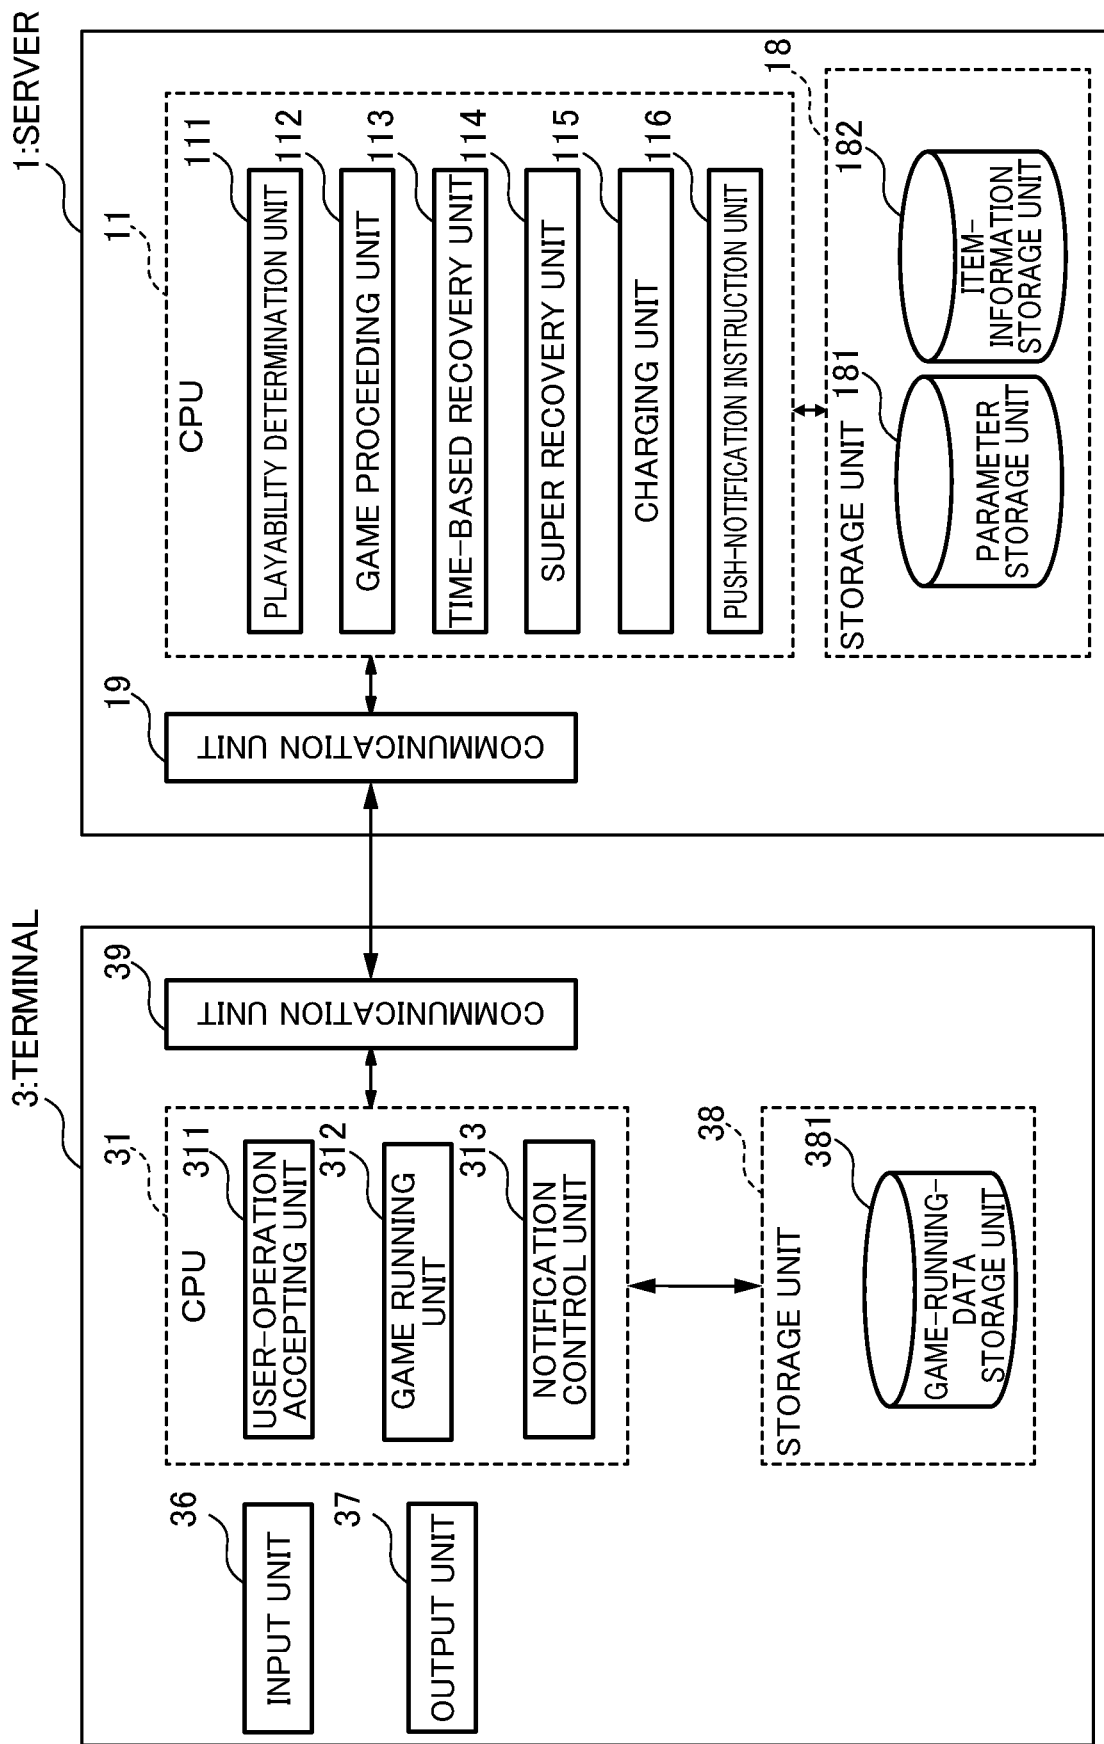 3:TERMINAL
36
INPUT UNIT
37
OUTPUT UNIT
31
CPU
311
USER-OPERATION
ACCEPTING UNIT
312
GAME RUNNING
UNIT
313
NOTIFICATION
CONTROL UNIT
38
STORAGE UNIT
381
GAME-RUNNING-
DATA
STORAGE UNIT
39
COMMUNICATION UNIT
1:SERVER
19
COMMUNICATION UNIT
11
CPU
111
PLAYABILITY DETERMINATION UNIT
112
GAME PROCEEDING UNIT
113
TIME-BASED RECOVERY UNIT
114
SUPER RECOVERY UNIT
115
CHARGING UNIT
116
PUSH-NOTIFICATION INSTRUCTION UNIT
18
STORAGE UNIT
181
PARAMETER
STORAGE UNIT
182
ITEM-
INFORMATION
STORAGE UNIT